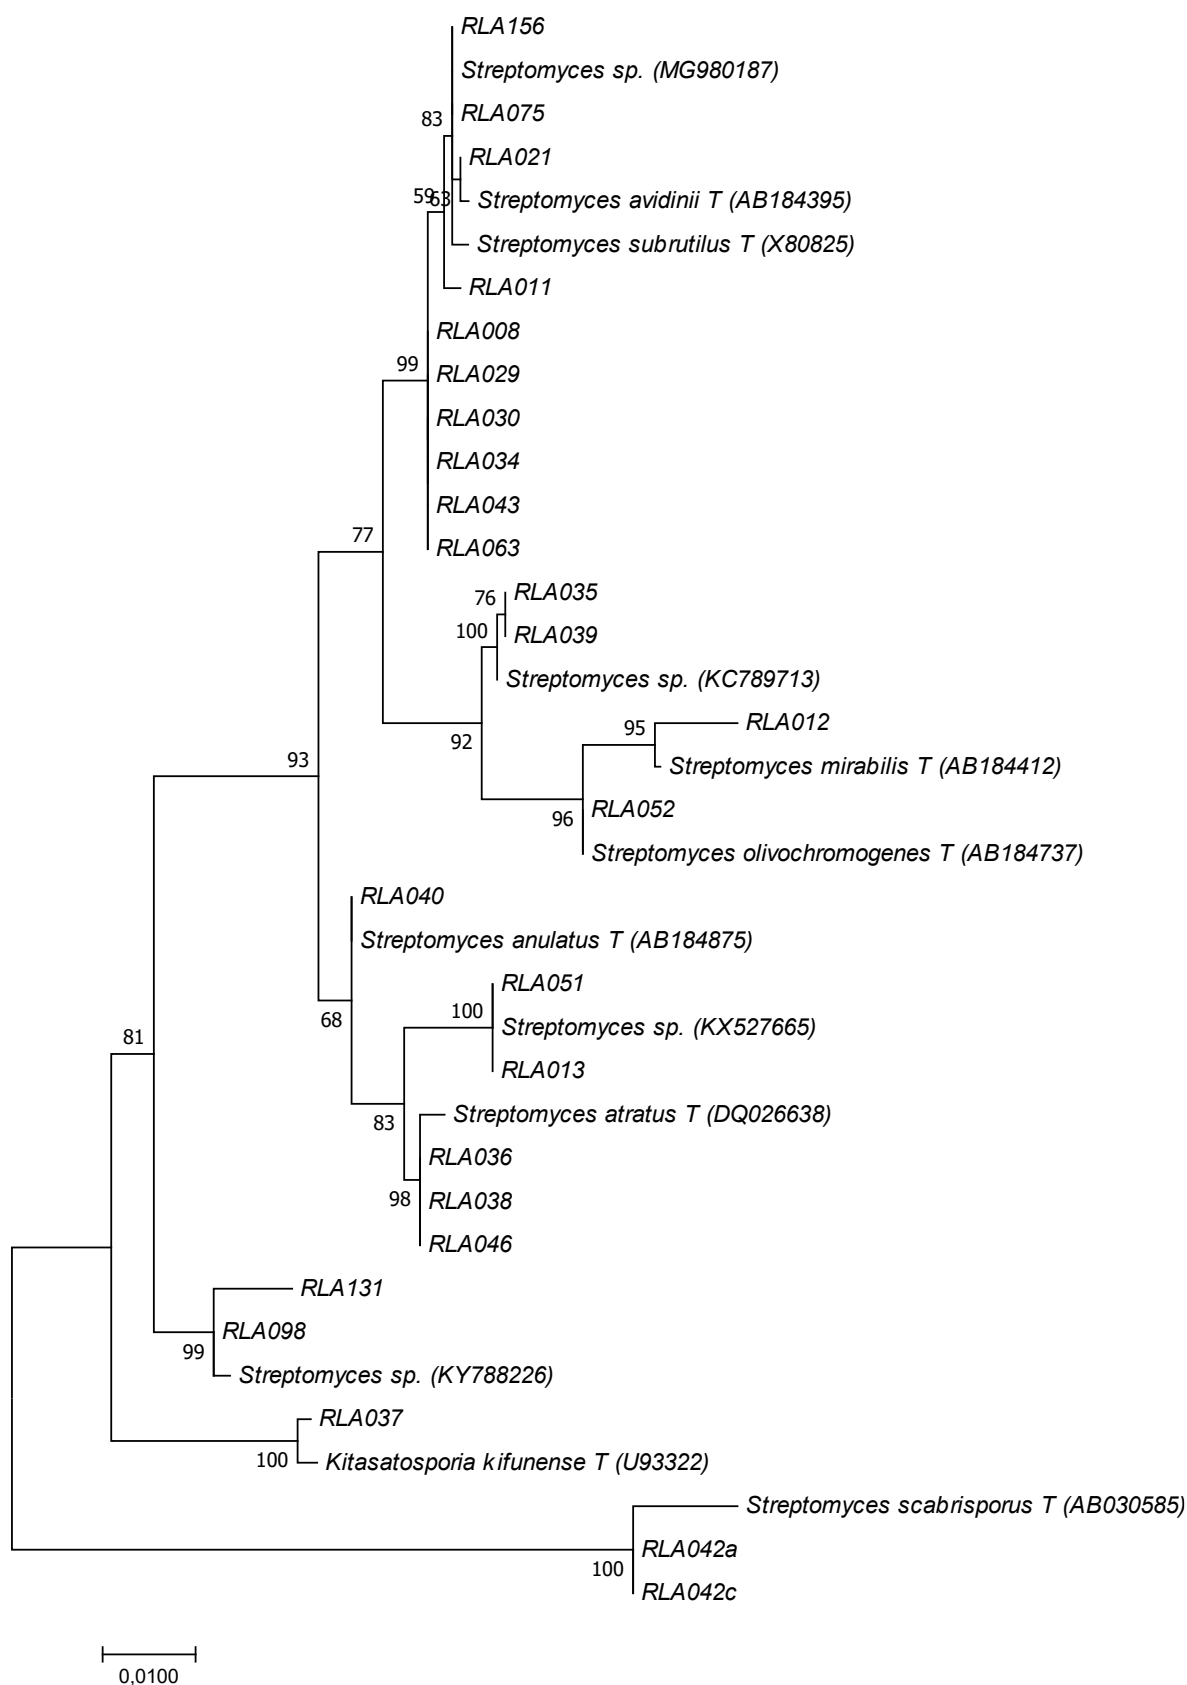 RLA156
Streptomyces sp. (MG980187)
RLA075
83
RLA021
59
63
Streptomyces avidinii T (AB184395)
Streptomyces subrutilus T (X80825)
RLA011
RLA008
99
RLA029
RLA030
RLA034
RLA043
77
RLA063
RLA035
76
100
RLA039
Streptomyces sp. (KC789713)
RLA012
95
92
Streptomyces mirabilis T (AB184412)
93
RLA052
96
Streptomyces olivochromogenes T (AB184737)
RLA040
Streptomyces anulatus T (AB184875)
RLA051
100
68
Streptomyces sp. (KX527665)
81
RLA013
Streptomyces atratus T (DQ026638)
83
RLA036
98
RLA038
RLA046
RLA131
RLA098
99
Streptomyces sp. (KY788226)
RLA037
100
Kitasatosporia kifunense T (U93322)
Streptomyces scabrisporus T (AB030585)
RLA042a
100
RLA042c
0,0100